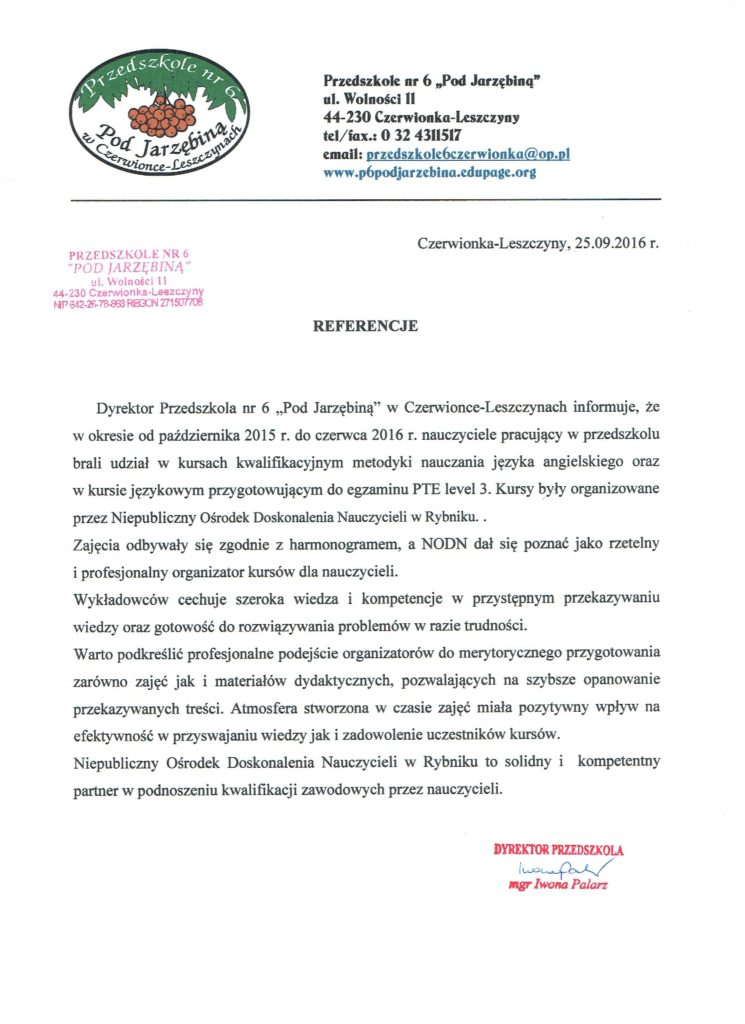 Przedszkole nr 6
Pod Jarzębiną
w Czerwionce-Leszczynach
Przedszkole nr 6 „Pod Jarzębiną”
ul. Wolności 11
44-230 Czerwionka-Leszczyny
tel/fax.: 0 32 4311517
email: przedszkole6czerwionka@op.pl
www.p6podjarzebina.edupage.org
Czerwionka-Leszczyny, 25.09.2016 r.
PRZEDSZKOLE NR 6
"POD JARZĘBINĄ"
ul. Wolności 11
44-230 Czerwionka-Leszczyny
NIP 642-26-78-863 REGON 271507708
REFERENCJE
Dyrektor Przedszkola nr 6 „Pod Jarzębiną” w Czerwionce-Leszczynach informuje, że
w okresie od października 2015 r. do czerwca 2016 r. nauczyciele pracujący w przedszkolu
brali udział w kursach kwalifikacyjnym metodyki nauczania języka angielskiego oraz
w kursie językowym przygotowującym do egzaminu PTE level 3. Kursy były organizowane
przez Niepubliczny Ośrodek Doskonalenia Nauczycieli w Rybniku. .
Zajęcia odbywały się zgodnie z harmonogramem, a NODN dał się poznać jako rzetelny
i profesjonalny organizator kursów dla nauczycieli.
Wykładowców cechuje szeroka wiedza i kompetencje w przystępnym przekazywaniu
wiedzy oraz gotowość do rozwiązywania problemów w razie trudności.
Warto podkreślić profesjonalne podejście organizatorów do merytorycznego przygotowania
zarówno zajęć jak i materiałów dydaktycznych, pozwalających na szybsze opanowanie
przekazywanych treści. Atmosfera stworzona w czasie zajęć miała pozytywny wpływ na
efektywność w przyswajaniu wiedzy jak i zadowolenie uczestników kursów.
Niepubliczny Ośrodek Doskonalenia Nauczycieli w Rybniku to solidny i kompetentny
partner w podnoszeniu kwalifikacji zawodowych przez nauczycieli.
DYREKTOR PRZEDSZKOLA
mgr Iwona Palarz